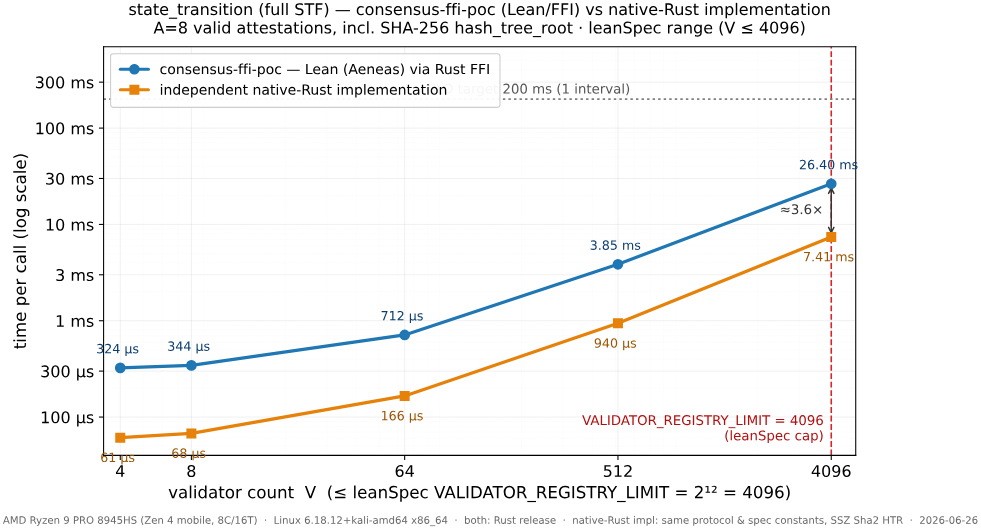 state_transition (full STF) — consensus-ffi-poc (Lean/FFI) vs native-Rust implementation
A=8 valid attestations, incl. SHA-256 hash_tree_root · leanSpec range (V ≤ 4096)
consensus-ffi-poc — Lean (Aeneas) via Rust FFI
independent native-Rust implementation
target 200 ms (1 interval)
time per call (log scale)
300 ms
100 ms
30 ms
10 ms
3 ms
1 ms
300 µs
100 µs
26.40 ms
≈3.6×
3.85 ms
7.41 ms
712 µs
940 µs
324 µs
344 µs
166 µs
61 µs
68 µs
VALIDATOR_REGISTRY_LIMIT = 4096
(leanSpec cap)
4
8
64
512
4096
validator count V (≤ leanSpec VALIDATOR_REGISTRY_LIMIT = 2¹² = 4096)
AMD Ryzen 9 PRO 8945HS (Zen 4 mobile, 8C/16T) · Linux 6.18.12+kali-amd64 x86_64 · both: Rust release · native-Rust impl: same protocol & spec constants, SSZ Sha2 HTR · 2026-06-26